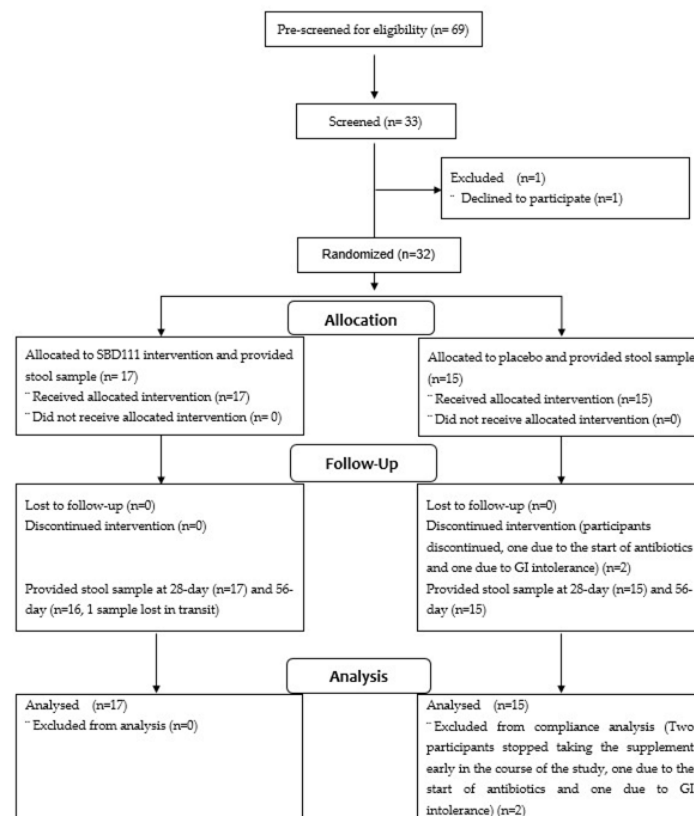 Pre-screened for eligibility (n= 69)
Screened (n= 33)
Excluded (n=1)
¨ Declined to participate (n=1)
Randomized (n=32)
Allocation
Allocated to SBD111 intervention and provided
stool sample (n= 17)
¨ Received allocated intervention (n=17)
¨ Did not receive allocated intervention (n= 0)
Allocated to placebo and provided stool sample
(n=15)
¨ Received allocated intervention (n=15)
¨ Did not receive allocated intervention (n=0)
Follow-Up
Lost to follow-up (n=0)
Discontinued intervention (n=0)
Provided stool sample at 28-day (n=17) and 56-
day (n=16, 1 sample lost in transit)
Lost to follow-up (n=0)
Discontinued intervention (participants
discontinued, one due to the start of antibiotics
and one due to GI intolerance) (n=2)
Provided stool sample at 28-day (n=15) and 56-
day (n=15)
Analysis
Analysed (n=17)
¨ Excluded from analysis (n=0)
Analysed (n=15)
¨ Excluded from compliance analysis (Two
participants stopped taking the supplement
early in the course of the study, one due to the
start of antibiotics and one due to GI
intolerance) (n=2)